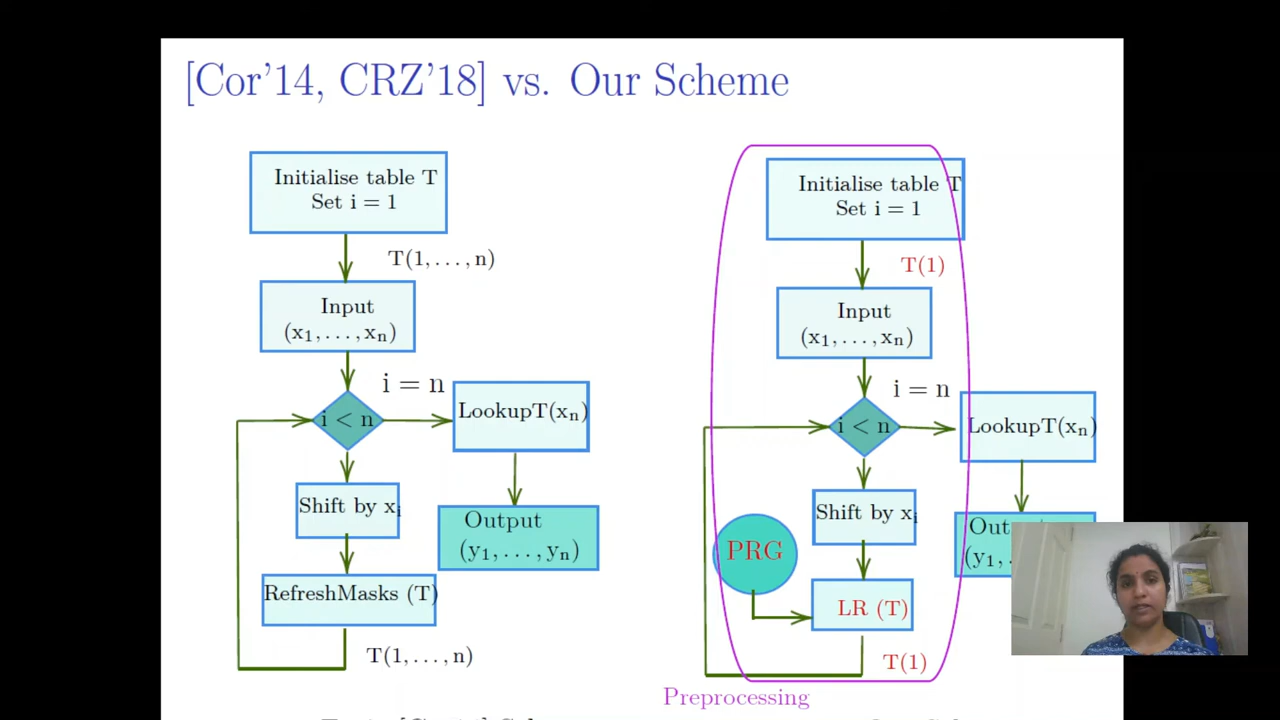 [Cor'14, CRZ'18] vs. Our Scheme
Initialise table T
Set i = 1
T(1,...,n)
Input
(x₁,...,xₙ)
i = n
i < n
LookupT(xₙ)
Shift by xᵢ
Output
(y₁,...,yₙ)
RefreshMasks (T)
T(1,...,n)
Initialise table T
Set i = 1
T(1)
Input
(x₁,...,xₙ)
i = n
i < n
LookupT(xₙ)
Shift by xᵢ
PRG
LR (T)
T(1)
Preprocessing